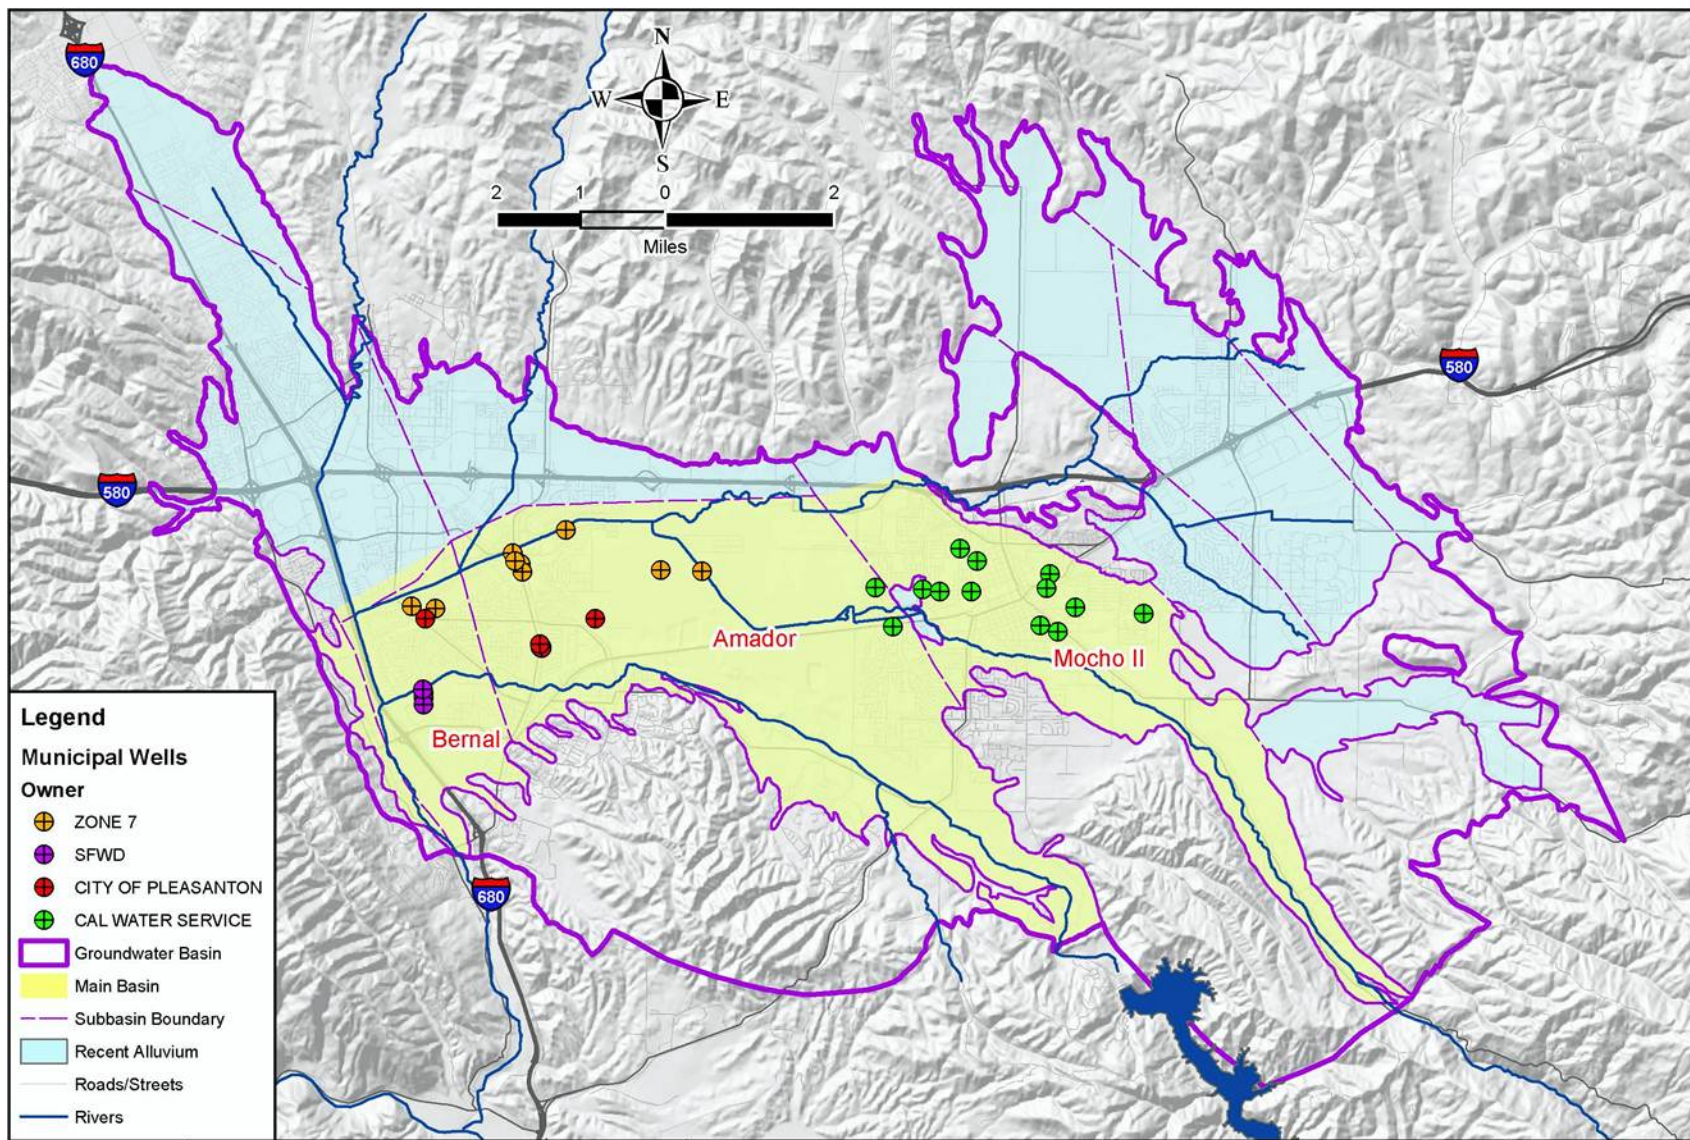 680
N
W E
S
2 1 0 2
Miles
580
580
Amador
Mocho II
Bernal
680
Legend
Municipal Wells
Owner
ZONE 7
SFWD
CITY OF PLEASANTON
CAL WATER SERVICE
Groundwater Basin
Main Basin
Subbasin Boundary
Recent Alluvium
Roads/Streets
Rivers